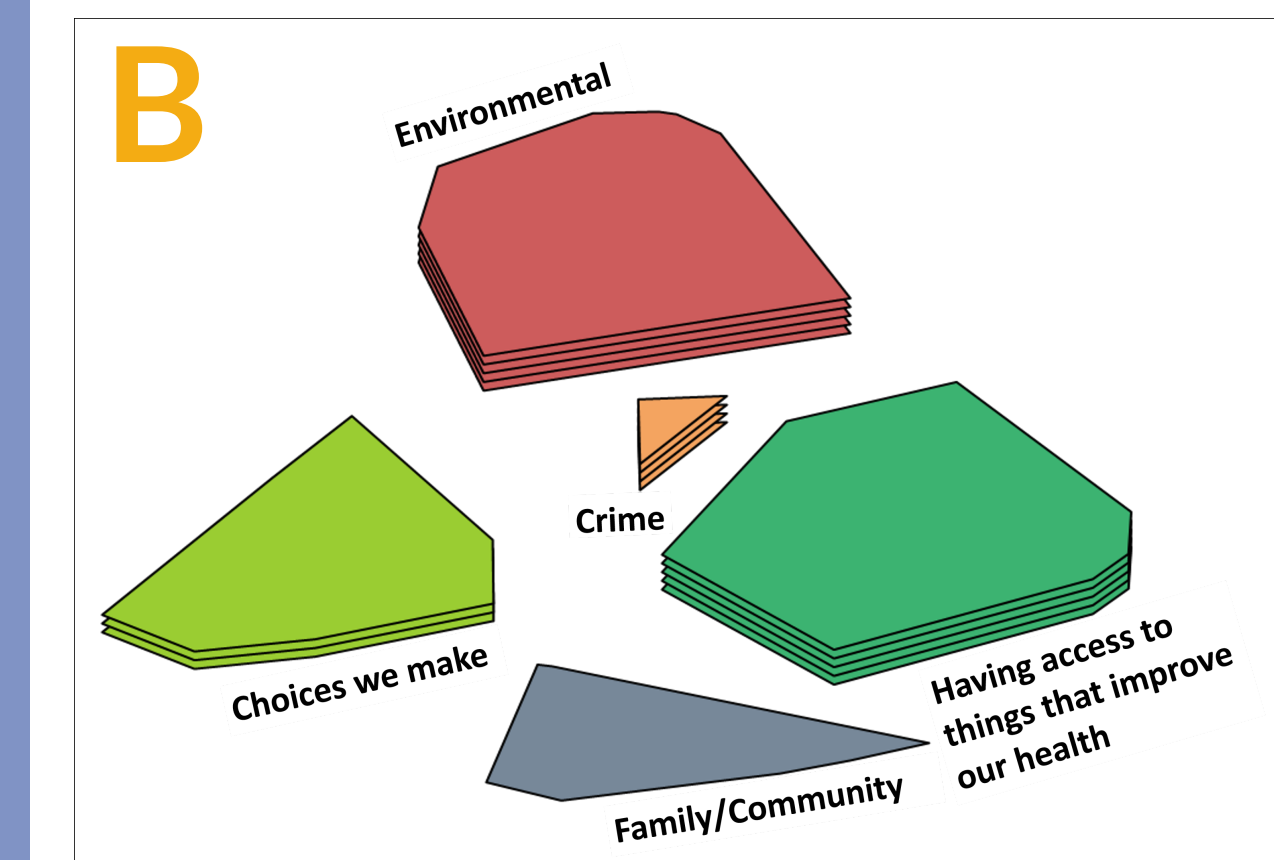 B
Environmental
Crime
Choices we make
Having access to
things that improve
our health
Family/Community